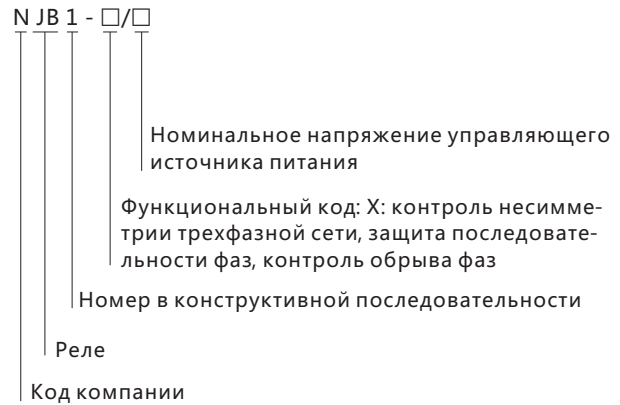 N JB 1 - □/□
Номинальное напряжение управляющего
источника питания
Функциональный код: X: контроль несимме-
трии трехфазной сети, защита последовате-
льности фаз, контроль обрыва фаз
Номер в конструктивной последовательности
Реле
Код компании